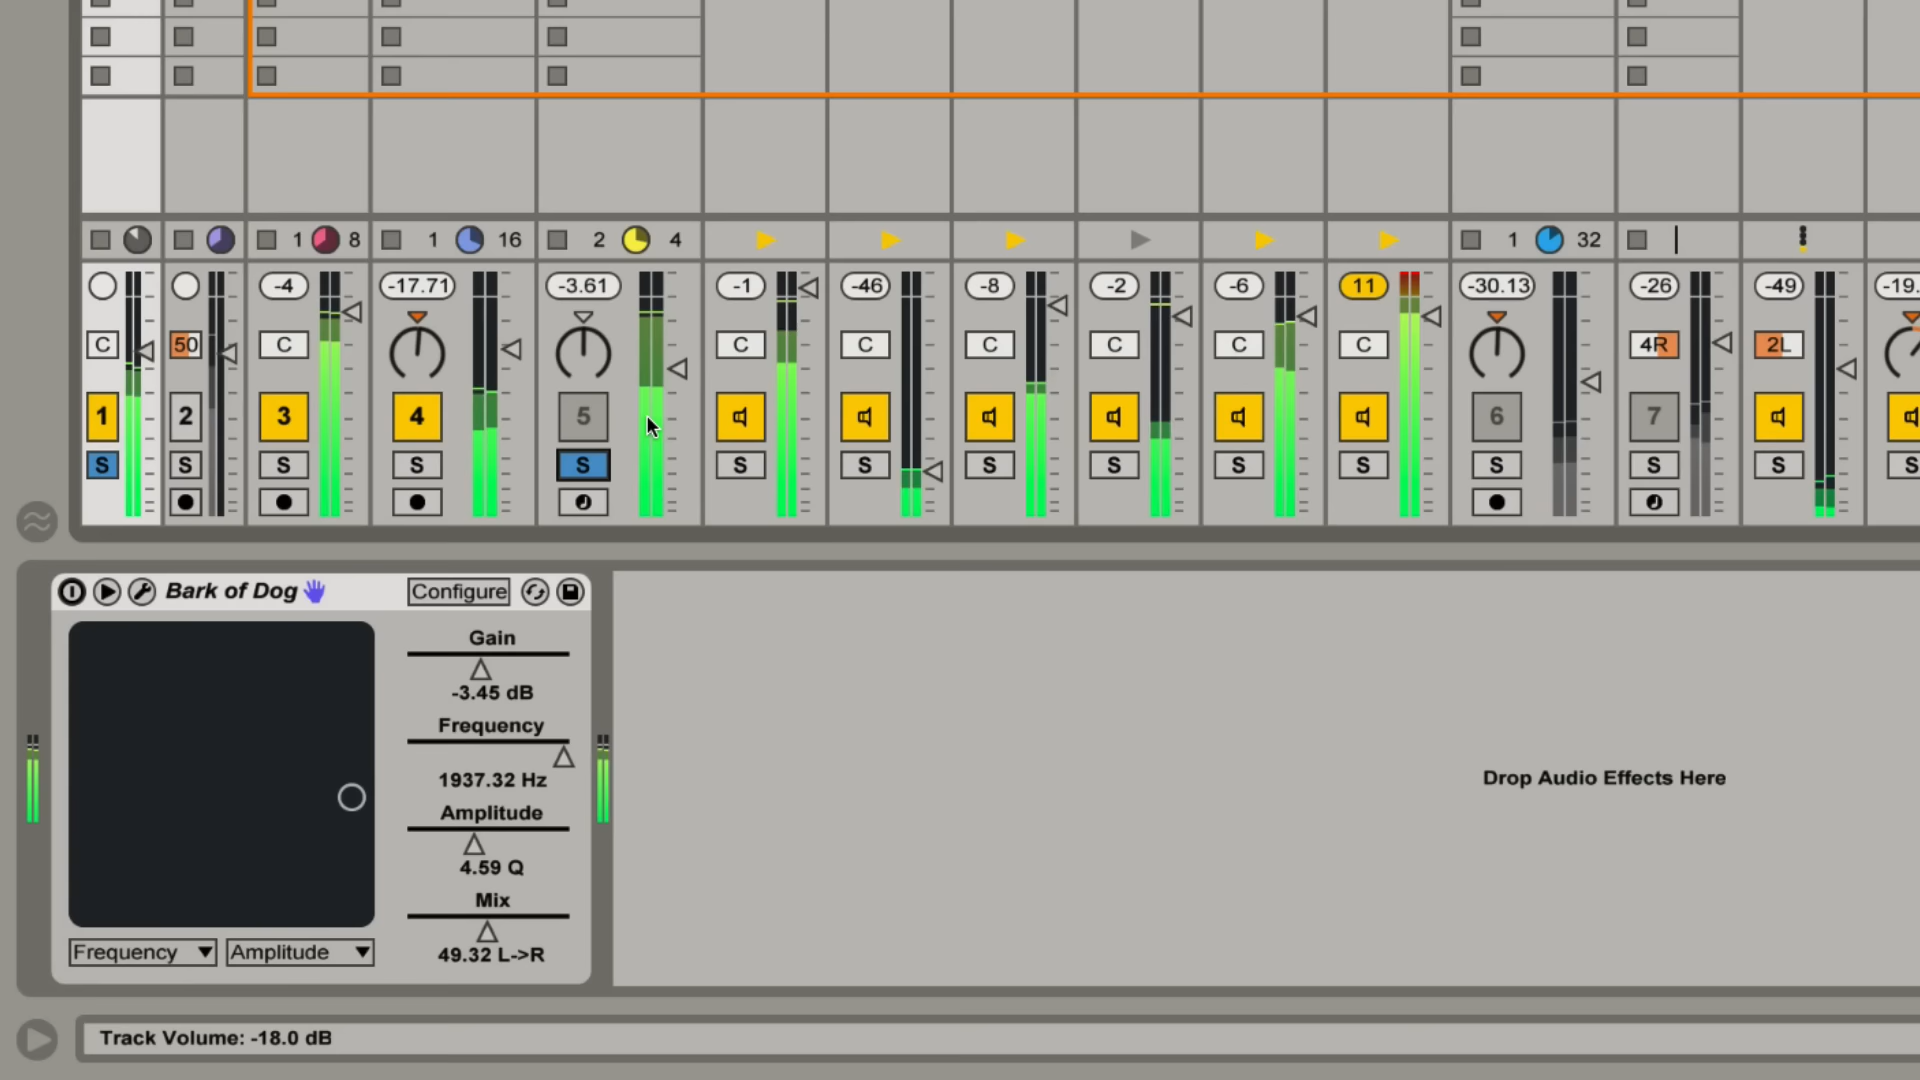 1 8 1 16 2 4 1 32
-4 -17.71 -3.61 -1 -46 -8 -2 -6 11 -30.13 -26 -49 -19.
C 50 C C C C C C C 4R 2L
1 2 3 4 5 6 7
S S S S S S S S S S S S S S S
Bark of Dog Configure
Gain
-3.45 dB
Frequency
1937.32 Hz
Amplitude
4.59 Q
Mix
49.32 L->R
Frequency Amplitude
Drop Audio Effects Here
Track Volume: -18.0 dB